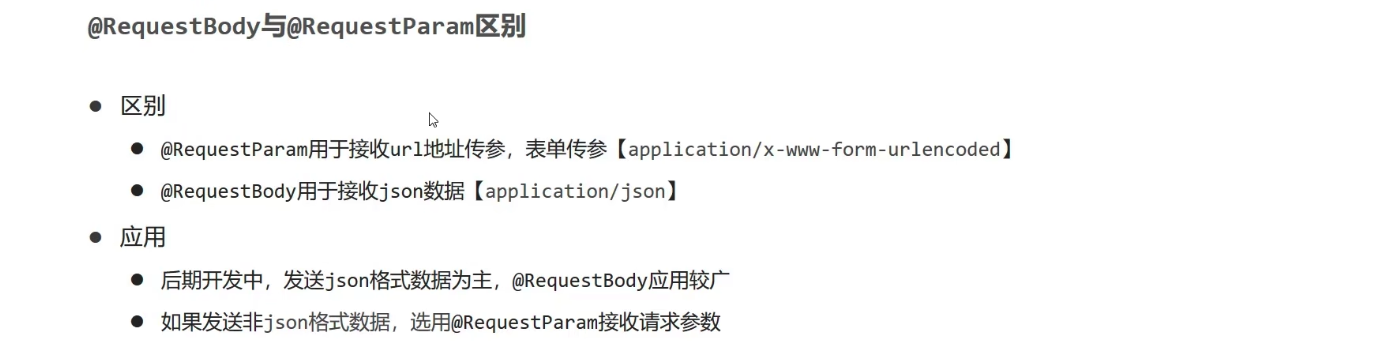 @RequestBody与@RequestParam区别
区别
@RequestParam用于接收url地址传参，表单传参【application/x-www-form-urlencoded】
@RequestBody用于接收json数据【application/json】
应用
后期开发中，发送json格式数据为主，@RequestBody应用较广
如果发送非json格式数据，选用@RequestParam接收请求参数